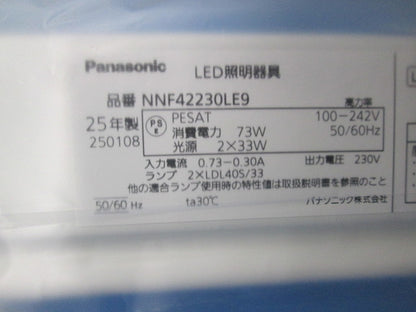 Panasonic LED照明器具
品番 NNF42230LE9 高力率
25年製 PSE PESAT 100-242V
250108 消費電力 73W 50/60Hz
光源 2×33W
入力電流 0.73-0.30A 出力電圧 230V
ランプ 2×LDL40S/33
他の適合ランプ使用時の特性値は取扱説明書を参照のこと
50/60 Hz ta30℃ パナソニック株式会社